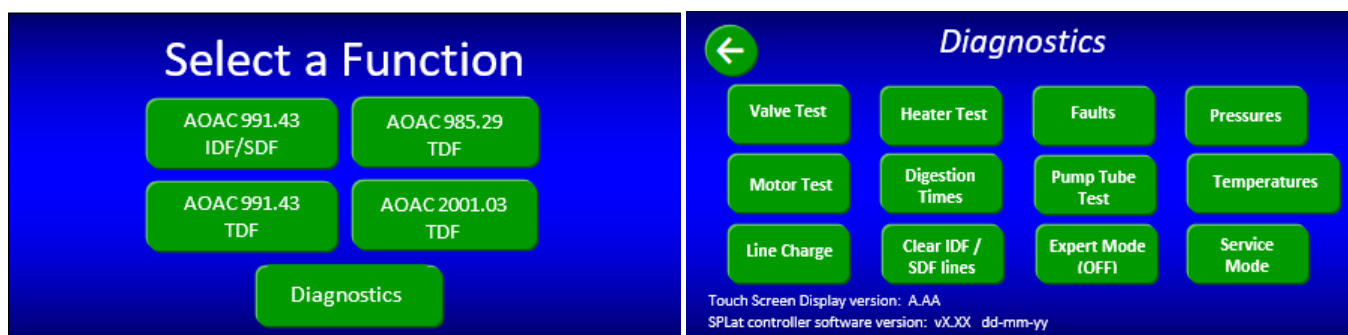 Select a Function
AOAC 991.43
IDF/SDF
AOAC 985.29
TDF
AOAC 991.43
TDF
AOAC 2001.03
TDF
Diagnostics
Diagnostics
Valve Test
Heater Test
Faults
Pressures
Motor Test
Digestion
Times
Pump Tube
Test
Temperatures
Line Charge
Clear IDF /
SDF lines
Expert Mode
(OFF)
Service
Mode
Touch Screen Display version: A.AA
SPLat controller software version: vX.XX dd-mm-yy